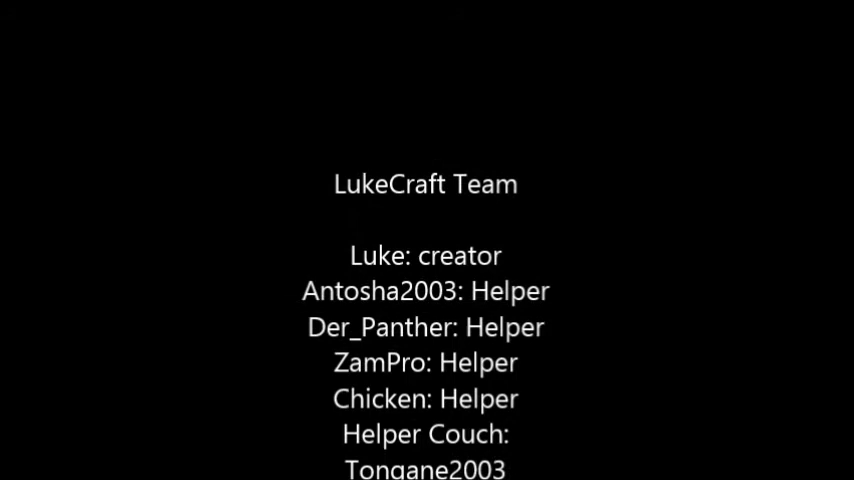 LukeCraft Team
Luke: creator
Antosha2003: Helper
Der_Panther: Helper
ZamPro: Helper
Chicken: Helper
Helper Couch:
Tongane2003